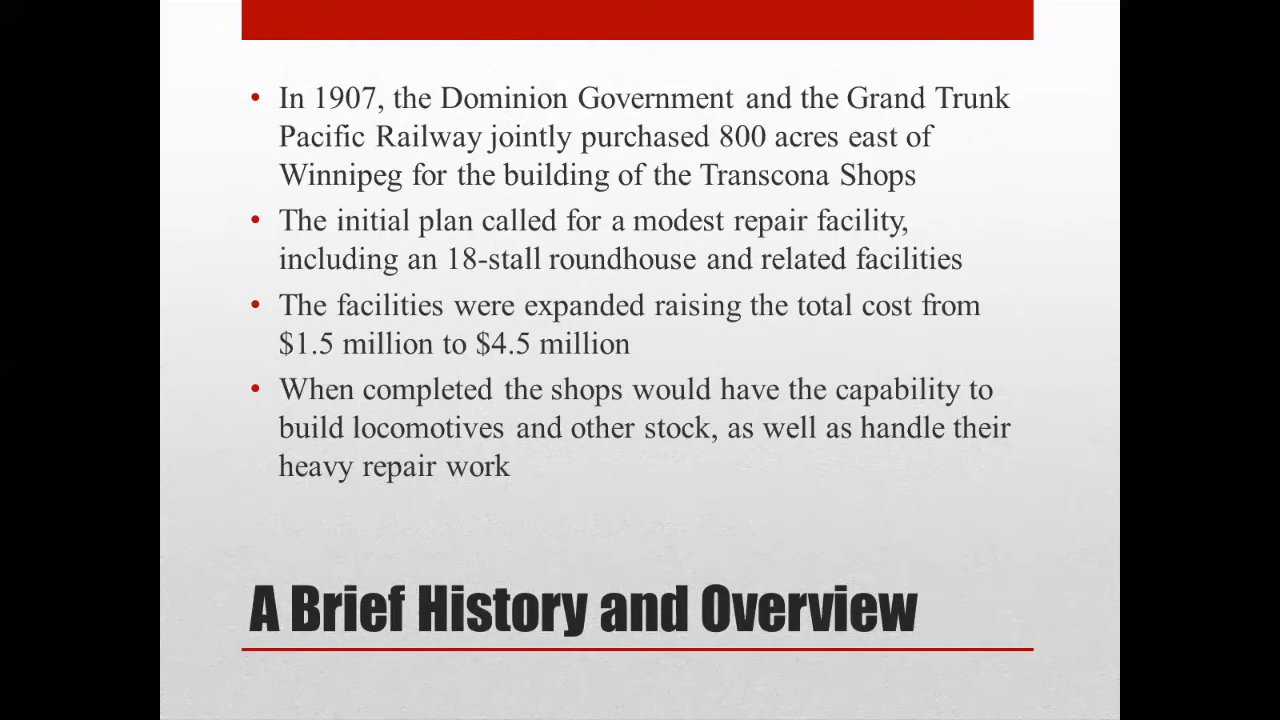 • In 1907, the Dominion Government and the Grand Trunk
Pacific Railway jointly purchased 800 acres east of
Winnipeg for the building of the Transcona Shops
• The initial plan called for a modest repair facility,
including an 18-stall roundhouse and related facilities
• The facilities were expanded raising the total cost from
$1.5 million to $4.5 million
• When completed the shops would have the capability to
build locomotives and other stock, as well as handle their
heavy repair work
A Brief History and Overview